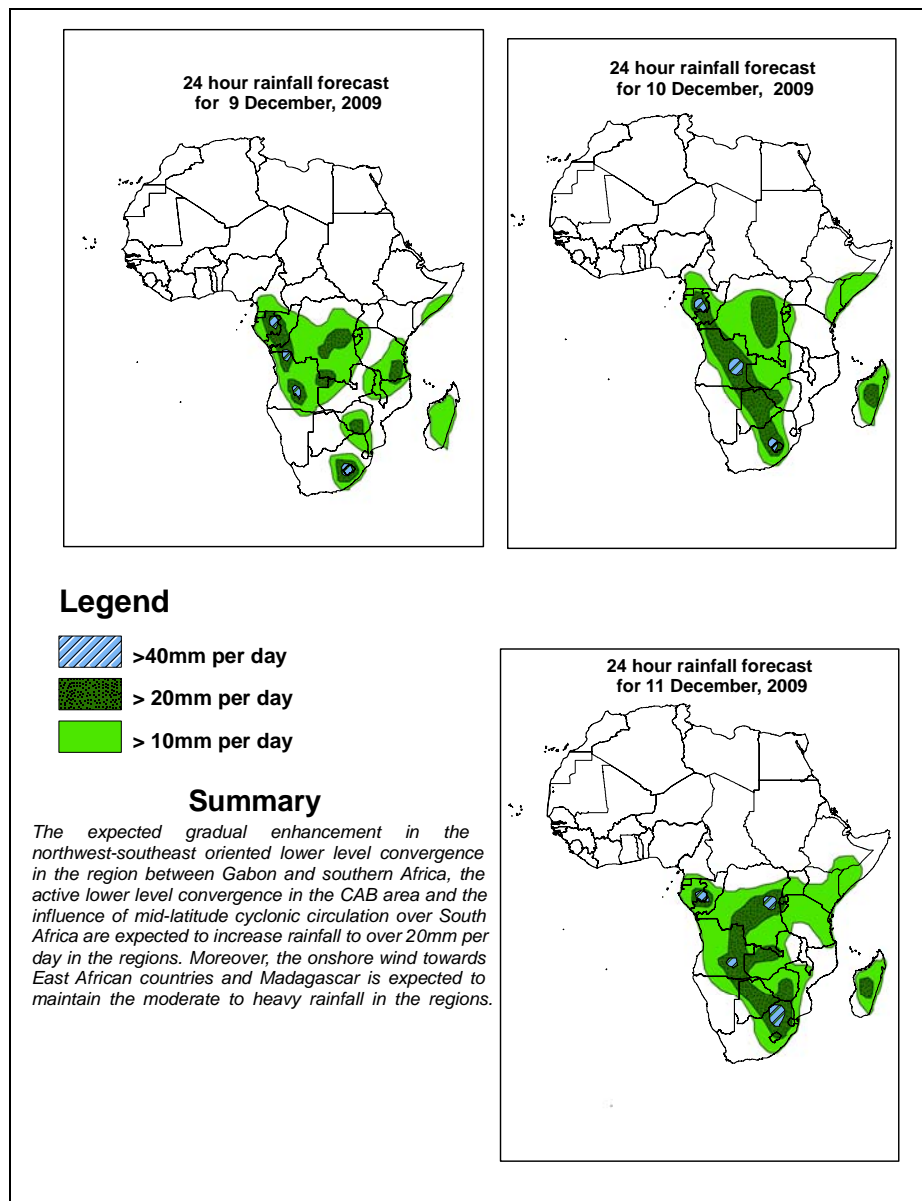 24 hour rainfall forecast
for 9 December, 2009
24 hour rainfall forecast
for 10 December, 2009
Legend
>40mm per day
> 20mm per day
> 10mm per day
24 hour rainfall forecast
for 11 December, 2009
Summary
The expected gradual enhancement in the
northwest-southeast oriented lower level convergence
in the region between Gabon and southern Africa, the
active lower level convergence in the CAB area and the
influence of mid-latitude cyclonic circulation over South
Africa are expected to increase rainfall to over 20mm per
day in the regions. Moreover, the onshore wind towards
East African countries and Madagascar is expected to
maintain the moderate to heavy rainfall in the regions.